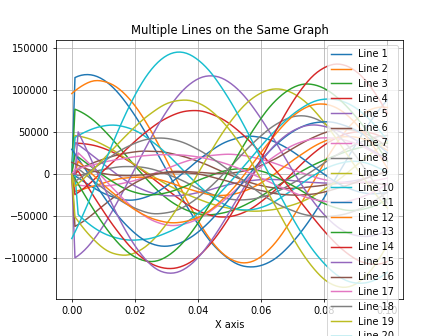 Multiple Lines on the Same Graph
150000
100000
50000
0
−50000
−100000
0.00
0.02
0.04
0.06
0.08
0.10
X axis
Line 1
Line 2
Line 3
Line 4
Line 5
Line 6
Line 7
Line 8
Line 9
Line 10
Line 11
Line 12
Line 13
Line 14
Line 15
Line 16
Line 17
Line 18
Line 19
Line 20